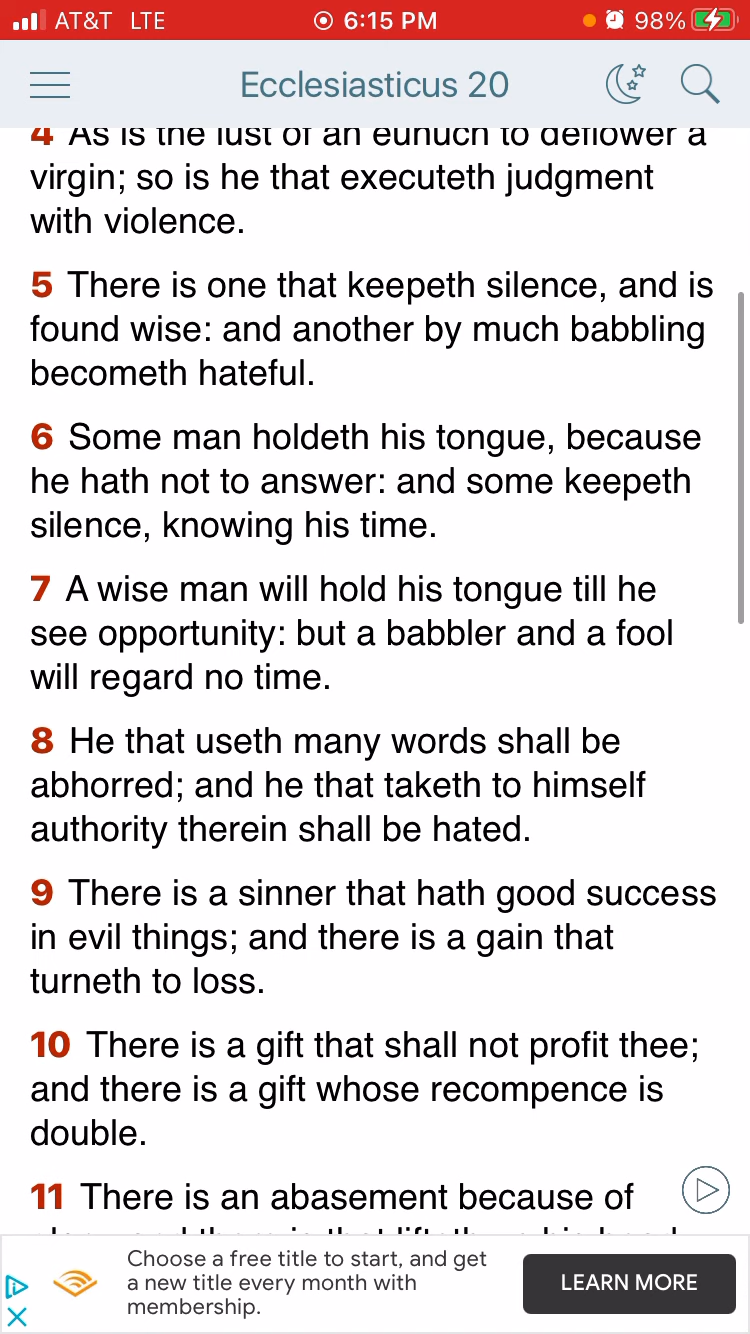 AT&T LTE 6:15 PM 98%
Ecclesiasticus 20
4 As is the lust of an eunuch to deflower a
virgin; so is he that executeth judgment
with violence.
5 There is one that keepeth silence, and is
found wise: and another by much babbling
becometh hateful.
6 Some man holdeth his tongue, because
he hath not to answer: and some keepeth
silence, knowing his time.
7 A wise man will hold his tongue till he
see opportunity: but a babbler and a fool
will regard no time.
8 He that useth many words shall be
abhorred; and he that taketh to himself
authority therein shall be hated.
9 There is a sinner that hath good success
in evil things; and there is a gain that
turneth to loss.
10 There is a gift that shall not profit thee;
and there is a gift whose recompence is
double.
11 There is an abasement because of
Choose a free title to start, and get
a new title every month with
membership.
LEARN MORE